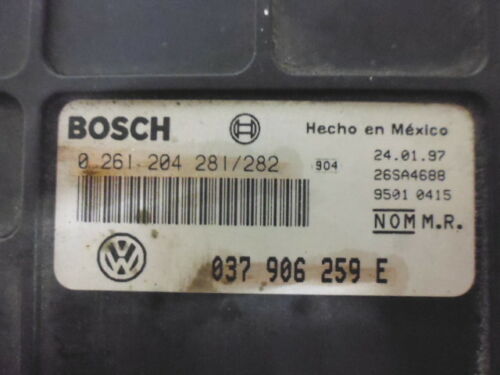 BOSCH
Hecho en México
0 261 204 281/282
904
24.01.97
26SA4688
9501 0415
NOM M.R.
VW
037 906 259 E